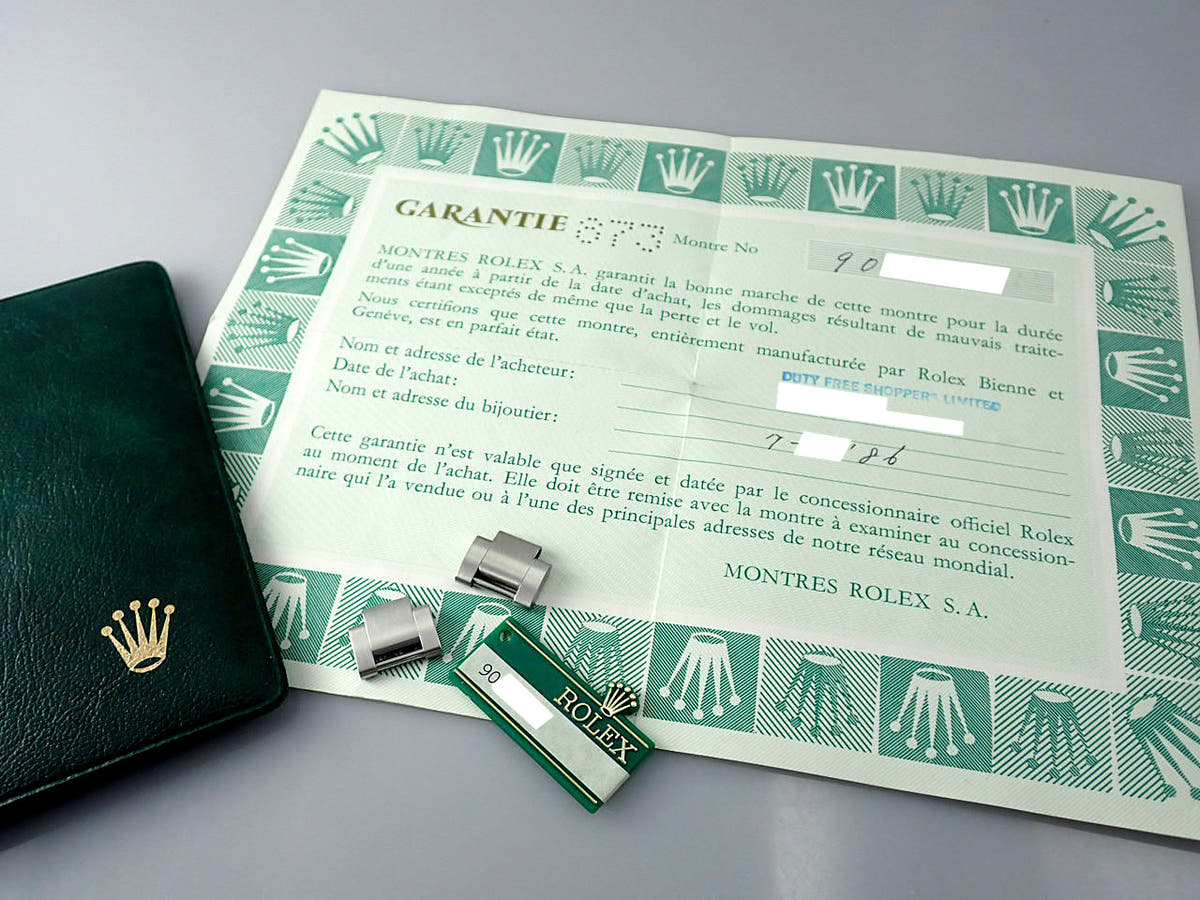 GARANTIE 873 Montre No 90
MONTRES ROLEX S.A. garantit la bonne marche de cette montre pour la durée
d'une année à partir de la date d'achat, les dommages résultant de mauvais traite-
ments étant exceptés de même que la perte et le vol.
Nous certifions que cette montre, entièrement manufacturée par Rolex Bienne et
Genève, est en parfait état.
Nom et adresse de l'acheteur:
Date de l'achat:
Nom et adresse du bijoutier:
DUTY FREE SHOPPERS LIMITED
7- '86
Cette garantie n'est valable que signée et datée par le concessionnaire officiel Rolex
au moment de l'achat. Elle doit être remise avec la montre à examiner au concession-
naire qui l'a vendue ou à l'une des principales adresses de notre réseau mondial.
MONTRES ROLEX S.A.
90
ROLEX